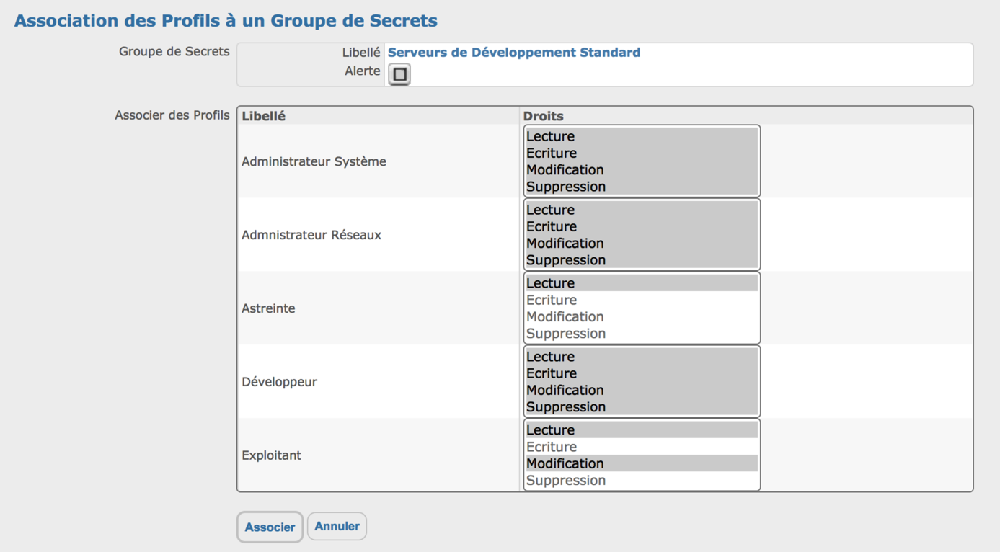 Association des Profils à un Groupe de Secrets
Groupe de Secrets
Libellé Serveurs de Développement Standard
Alerte
Associer des Profils
Libellé Droits
Administrateur Système
Lecture
Ecriture
Modification
Suppression
Admnistrateur Réseaux
Lecture
Ecriture
Modification
Suppression
Astreinte
Lecture
Ecriture
Modification
Suppression
Développeur
Lecture
Ecriture
Modification
Suppression
Exploitant
Lecture
Ecriture
Modification
Suppression
Associer Annuler